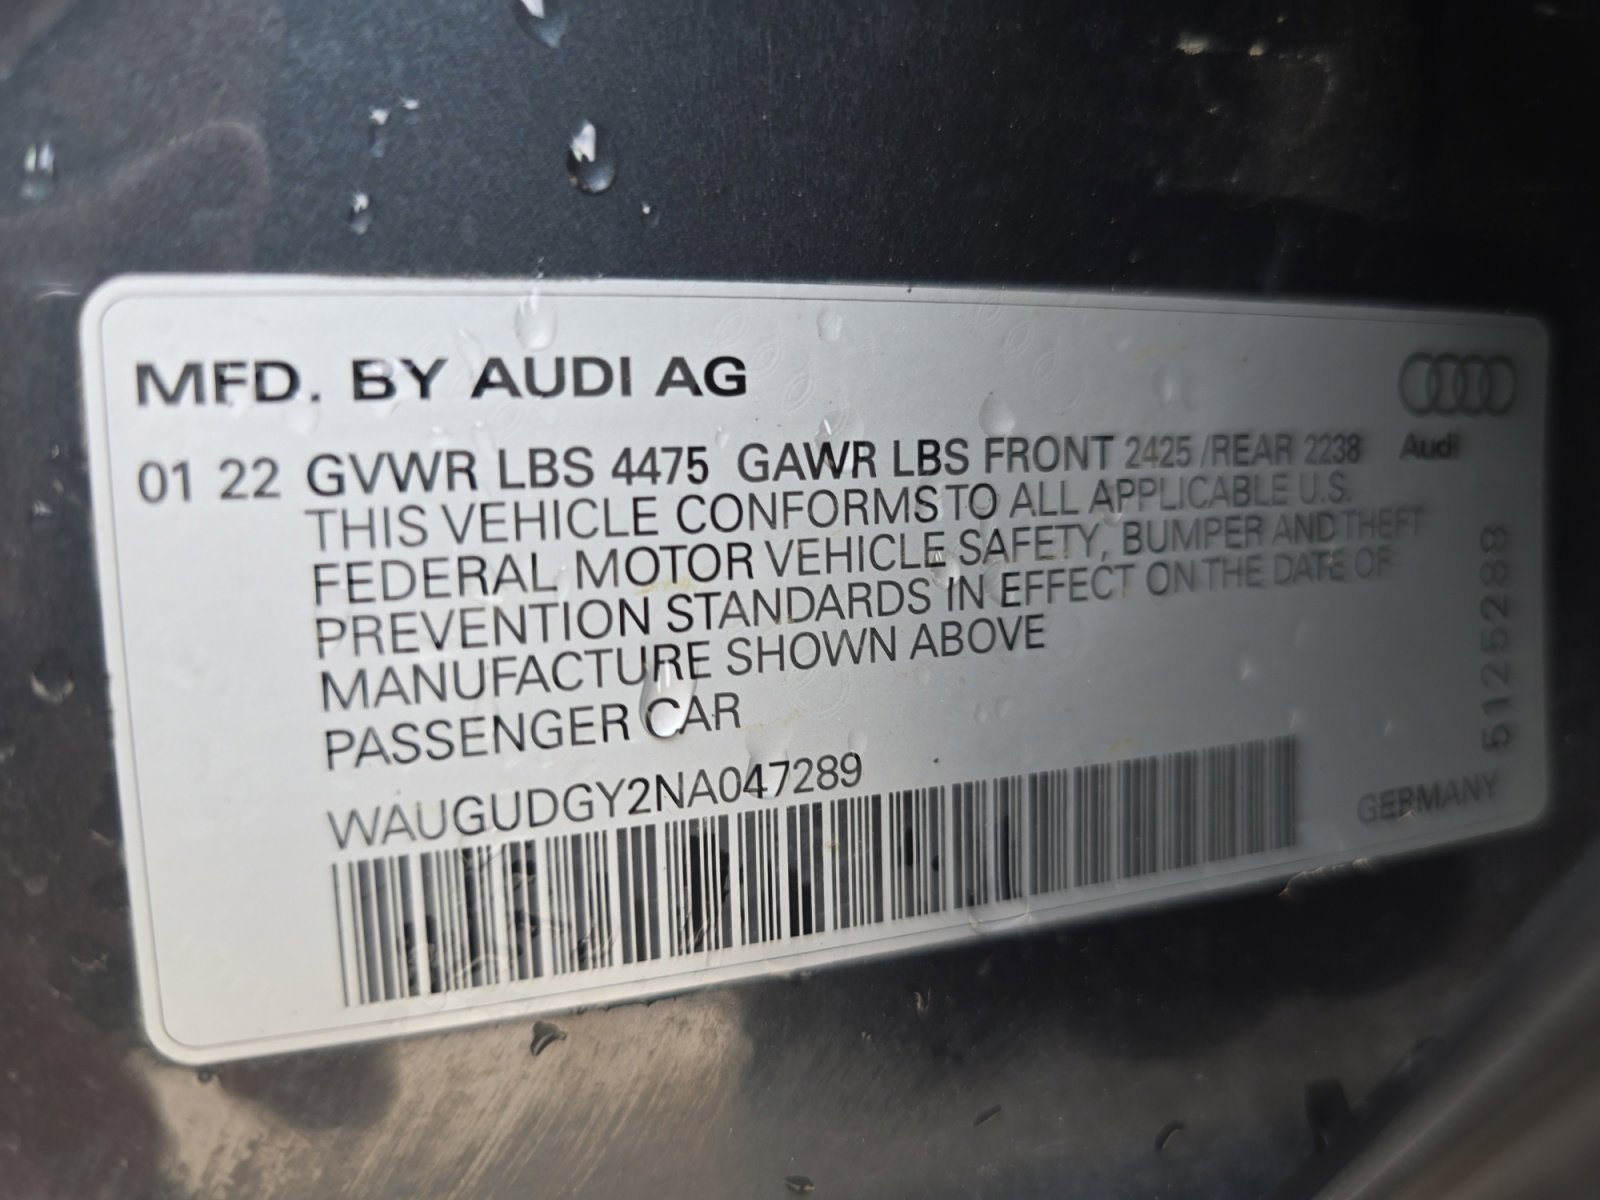 MFD. BY AUDI AG
01 22 GVWR LBS 4475 GAWR LBS FRONT 2425 /REAR 2238
THIS VEHICLE CONFORMS TO ALL APPLICABLE U.S.
FEDERAL MOTOR VEHICLE SAFETY, BUMPER AND THEFT
PREVENTION STANDARDS IN EFFECT ON THE DATE OF
MANUFACTURE SHOWN ABOVE
PASSENGER CAR
WAUGUDGY2NA047289
Audi
5125289
GERMANY